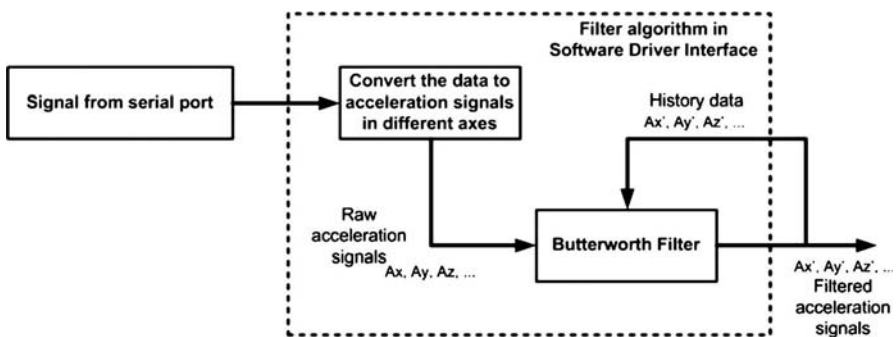 Filter algorithm in
Software Driver Interface
Signal from serial port
Convert the data to
acceleration signals
in different axes
History data
Ax', Ay', Az', ...
Raw
acceleration
signals
Ax, Ay, Az, ...
Butterworth Filter
Ax', Ay', Az', ...
Filtered
acceleration
signals